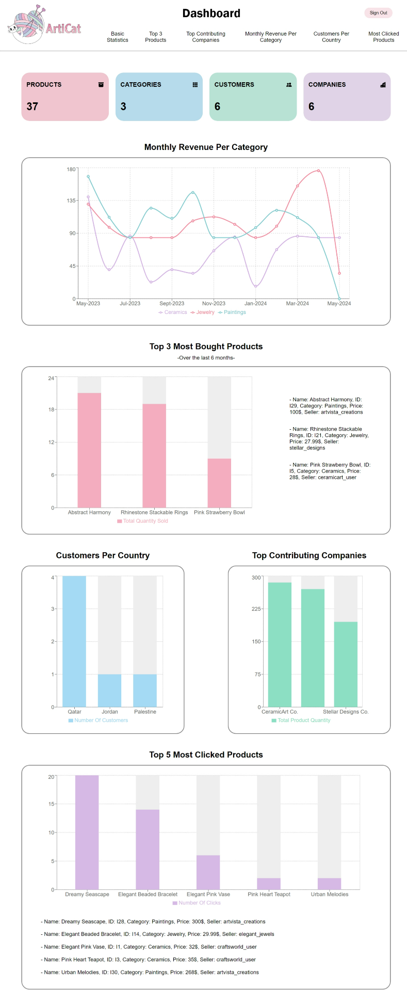 ArtiCat
Dashboard
Sign Out
Basic Statistics
Top 3 Products
Top Contributing Companies
Monthly Revenue Per Category
Customers Per Country
Most Clicked Products
PRODUCTS
37
CATEGORIES
3
CUSTOMERS
6
COMPANIES
6
Monthly Revenue Per Category
180
135
90
45
0
May-2023 Jul-2023 Sept-2023 Nov-2023 Jan-2024 Mar-2024 May-2024
Ceramics Jewelry Paintings
Top 3 Most Bought Products
-Over the last 6 months-
24
18
12
6
0
Abstract Harmony Rhinestone Stackable Rings Pink Strawberry Bowl
Total Quantity Sold
- Name: Abstract Harmony, ID:
I29, Category: Paintings, Price:
100$, Seller: artvista_creations
- Name: Rhinestone Stackable
Rings, ID: I21, Category: Jewelry,
Price: 27.99$, Seller:
stellar_designs
- Name: Pink Strawberry Bowl, ID:
I5, Category: Ceramics, Price:
28$, Seller: ceramicart_user
Customers Per Country
4
3
2
1
0
Qatar Jordan Palestine
Number Of Customers
Top Contributing Companies
300
225
150
75
0
CeramicArt Co. Stellar Designs Co.
Total Product Quantity
Top 5 Most Clicked Products
20
15
10
5
0
Dreamy Seascape Elegant Beaded Bracelet Elegant Pink Vase Pink Heart Teapot Urban Melodies
Number Of Clicks
- Name: Dreamy Seascape, ID: I28, Category: Paintings, Price: 300$, Seller: artvista_creations
- Name: Elegant Beaded Bracelet, ID: I14, Category: Jewelry, Price: 29.99$, Seller: elegant_jewels
- Name: Elegant Pink Vase, ID: I1, Category: Ceramics, Price: 32$, Seller: craftsworld_user
- Name: Pink Heart Teapot, ID: I3, Category: Ceramics, Price: 35$, Seller: craftsworld_user
- Name: Urban Melodies, ID: I30, Category: Paintings, Price: 268$, Seller: artvista_creations